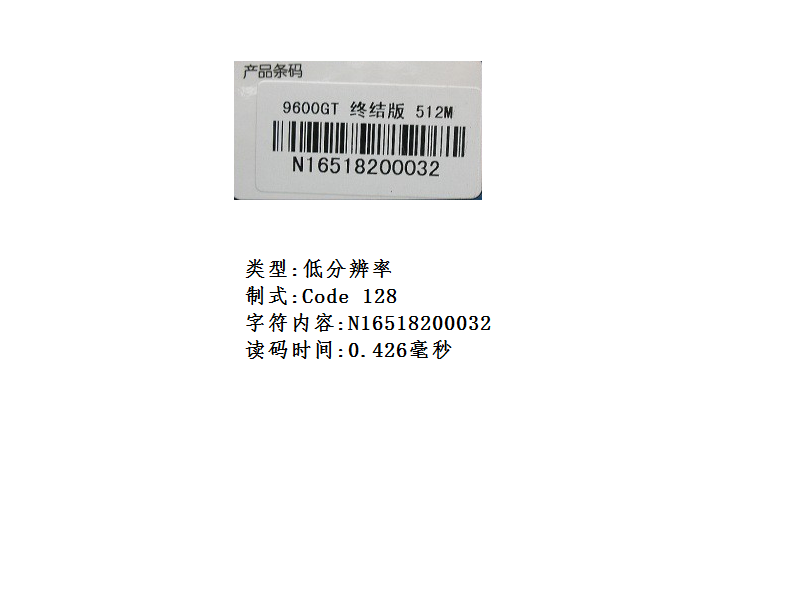 产品条码
9600GT 终结版 512M
N16518200032
类型:低分辨率
制式:Code 128
字符内容:N16518200032
读码时间:0.426毫秒